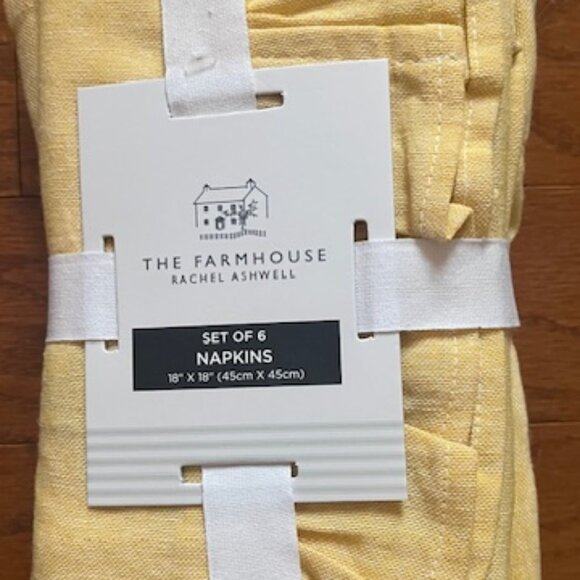 THE FARMHOUSE
RACHEL ASHWELL
SET OF 6
NAPKINS
18" X 18" (45cm X 45cm)